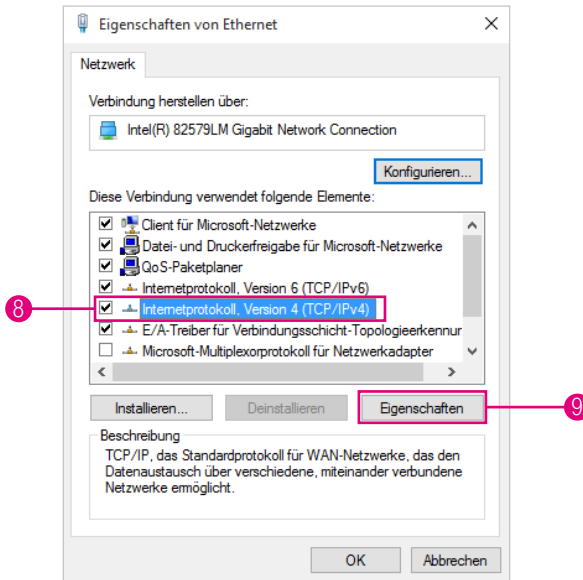 Eigenschaften von Ethernet
Netzwerk
Verbindung herstellen über:
Intel(R) 82579LM Gigabit Network Connection
Konfigurieren...
Diese Verbindung verwendet folgende Elemente:
Client für Microsoft-Netzwerke
Datei- und Druckerfreigabe für Microsoft-Netzwerke
QoS-Paketplaner
Internetprotokoll, Version 6 (TCP/IPv6)
8 Internetprotokoll, Version 4 (TCP/IPv4)
E/A-Treiber für Verbindungsschicht-Topologieerkennur
Microsoft-Multiplexorprotokoll für Netzwerkadapter
Installieren... Deinstallieren Eigenschaften 9
Beschreibung
TCP/IP, das Standardprotokoll für WAN-Netzwerke, das den
Datenaustausch über verschiedene, miteinander verbundene
Netzwerke ermöglicht.
OK Abbrechen